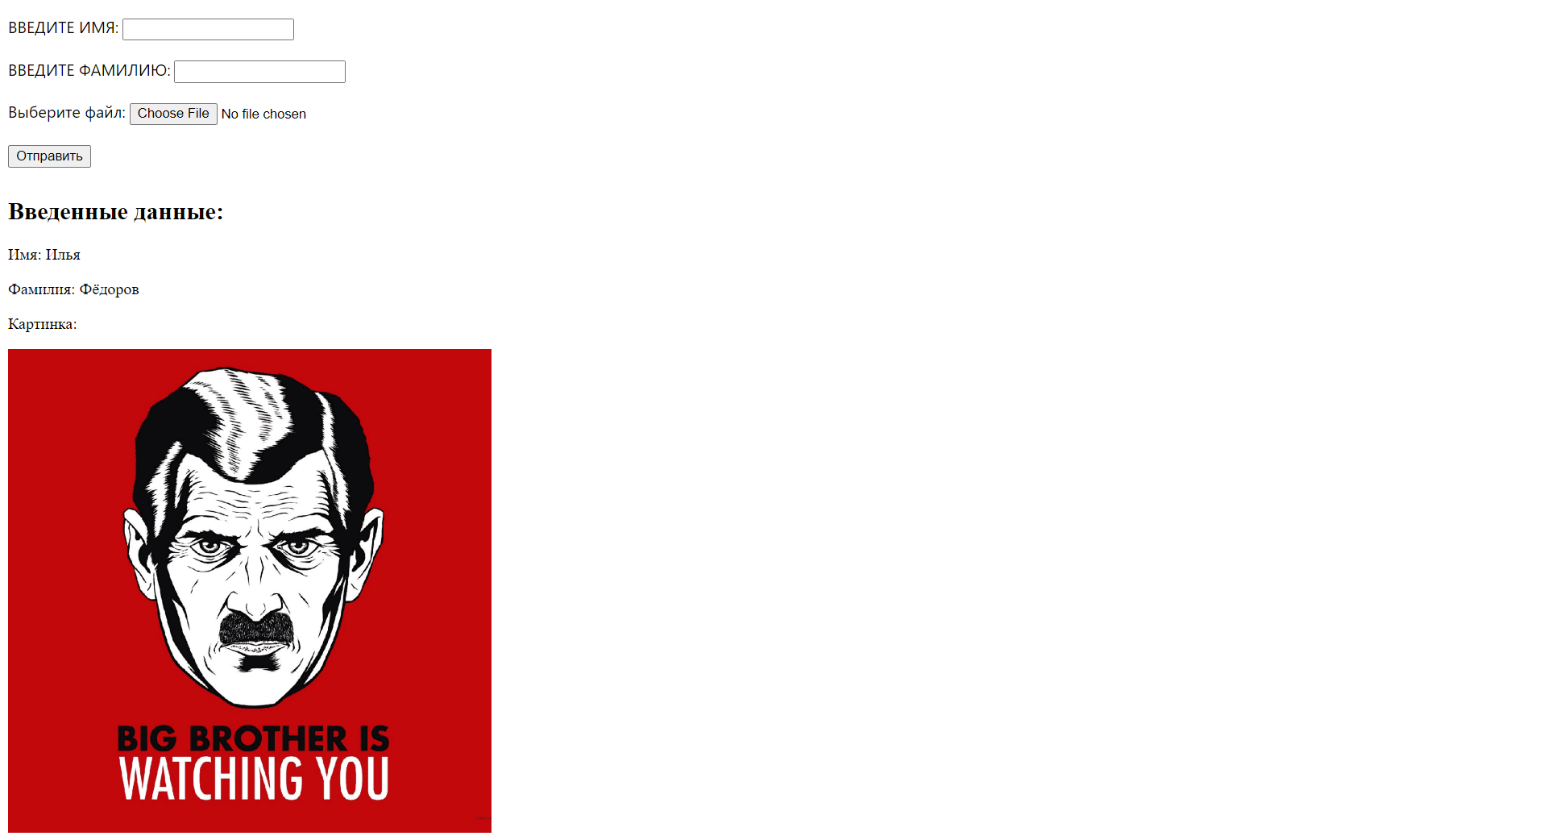 ВВЕДИТЕ ИМЯ:
ВВЕДИТЕ ФАМИЛИЮ:
Выберите файл: Choose File No file chosen
Отправить
Введенные данные:
Имя: Илья
Фамилия: Фёдоров
Картинка:
BIG BROTHER IS
WATCHING YOU